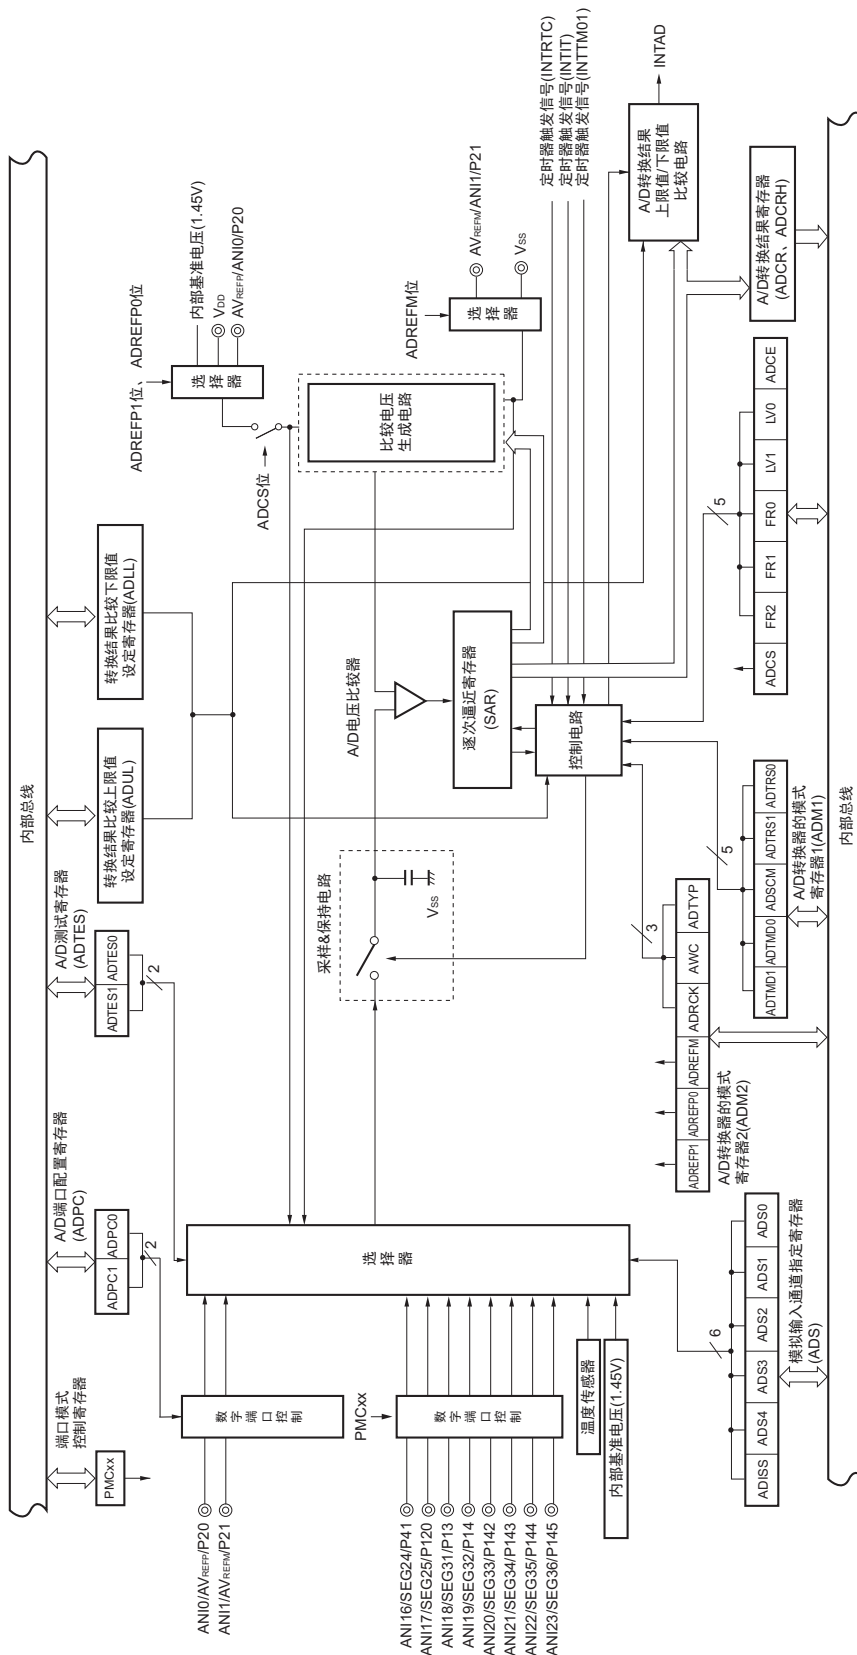 内部总线
端口模式
控制寄存器
PMCxx
A/D端口配置寄存器
(ADPC)
ADPC1 ADPC0
2
A/D测试寄存器
(ADTES)
ADTES1 ADTES0
2
转换结果比较上限值
设定寄存器(ADUL)
转换结果比较下限值
设定寄存器(ADLL)
ADREFP1位、ADREFP0位
选择器
内部基准电压(1.45V)
VDD
AVREFP/ANI0/P20
ADCS位
ANI0/AVREFP/P20
ANI1/AVREFM/P21
数字端口控制
PMCxx
ANI16/SEG24/P41
ANI17/SEG25/P120
ANI18/SEG31/P13
ANI19/SEG32/P14
ANI20/SEG33/P142
ANI21/SEG34/P143
ANI22/SEG35/P144
ANI23/SEG36/P145
数字端口控制
温度传感器
内部基准电压(1.45V)
选择器
采样&保持电路
VSS
A/D电压比较器
比较电压
生成电路
ADREFM位
选择器
AVREFM/ANI1/P21
VSS
逐次逼近寄存器
(SAR)
控制电路
定时器触发信号(INTRTC)
定时器触发信号(INTIT)
定时器触发信号(INTTM01)
A/D转换结果
上限值/下限值
比较电路
INTAD
A/D转换结果寄存器
(ADCR、ADCRH)
6
ADISS ADS4 ADS3 ADS2 ADS1 ADS0
模拟输入通道指定寄存器
(ADS)
3
ADREFP1 ADREFP0 ADREFM ADRCK AWC ADTYP
A/D转换器的模式
寄存器2(ADM2)
5
ADTMD1 ADTMD0 ADSCM ADTRS1 ADTRS0
A/D转换器的模式
寄存器1(ADM1)
5
ADCS FR2 FR1 FR0 LV1 LV0 ADCE
内部总线